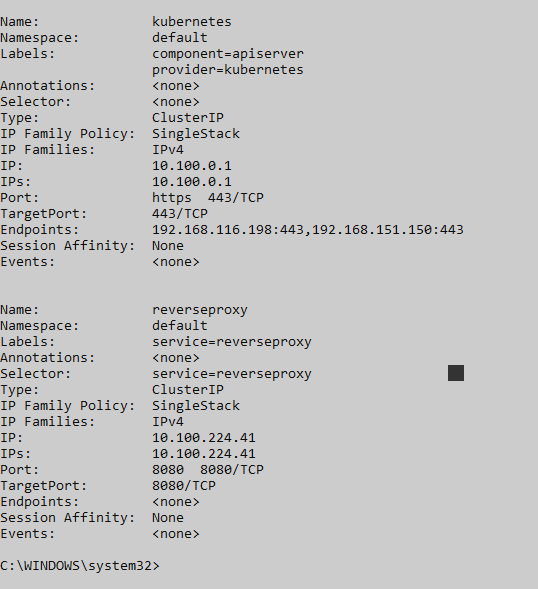 Name: kubernetes
Namespace: default
Labels: component=apiserver
provider=kubernetes
Annotations: <none>
Selector: <none>
Type: ClusterIP
IP Family Policy: SingleStack
IP Families: IPv4
IP: 10.100.0.1
IPs: 10.100.0.1
Port: https 443/TCP
TargetPort: 443/TCP
Endpoints: 192.168.116.198:443,192.168.151.150:443
Session Affinity: None
Events: <none>
Name: reverseproxy
Namespace: default
Labels: service=reverseproxy
Annotations: <none>
Selector: service=reverseproxy
Type: ClusterIP
IP Family Policy: SingleStack
IP Families: IPv4
IP: 10.100.224.41
IPs: 10.100.224.41
Port: 8080 8080/TCP
TargetPort: 8080/TCP
Endpoints: <none>
Session Affinity: None
Events: <none>
C:\WINDOWS\system32>